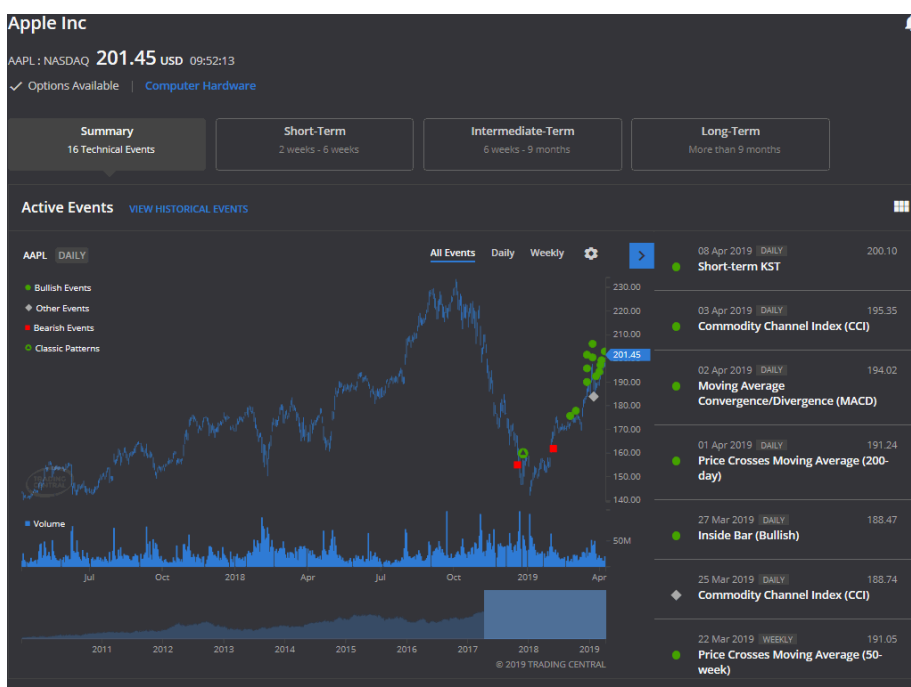 Apple Inc
AAPL : NASDAQ 201.45 USD 09:52:13
Options Available | Computer Hardware
Summary
16 Technical Events
Short-Term
2 weeks - 6 weeks
Intermediate-Term
6 weeks - 9 months
Long-Term
More than 9 months
Active Events VIEW HISTORICAL EVENTS
AAPL DAILY
All Events Daily Weekly
Bullish Events
Other Events
Bearish Events
Classic Patterns
230.00
220.00
210.00
201.45
190.00
180.00
170.00
160.00
150.00
140.00
TRADING
CENTRAL
Volume
50M
Jul Oct 2018 Apr Jul Oct 2019 Apr
2011 2012 2013 2014 2015 2016 2017 2018 2019
© 2019 TRADING CENTRAL
08 Apr 2019 DAILY 200.10
Short-term KST
03 Apr 2019 DAILY 195.35
Commodity Channel Index (CCI)
02 Apr 2019 DAILY 194.02
Moving Average
Convergence/Divergence (MACD)
01 Apr 2019 DAILY 191.24
Price Crosses Moving Average (200-
day)
27 Mar 2019 DAILY 188.47
Inside Bar (Bullish)
25 Mar 2019 DAILY 188.74
Commodity Channel Index (CCI)
22 Mar 2019 WEEKLY 191.05
Price Crosses Moving Average (50-
week)